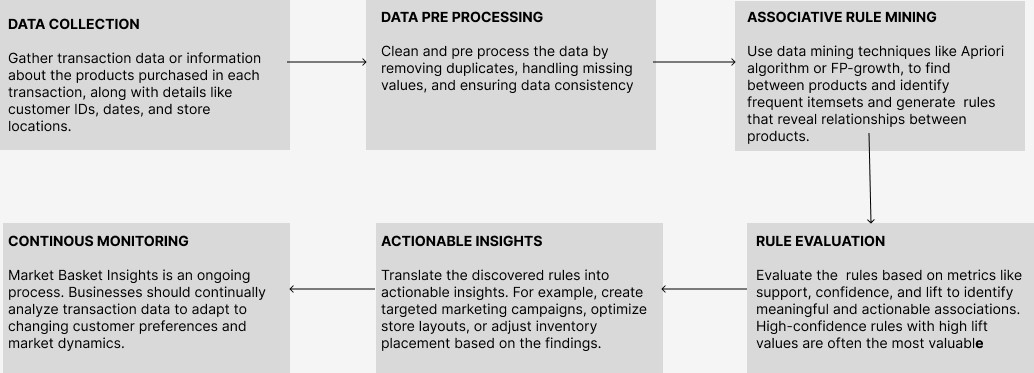 DATA COLLECTION
Gather transaction data or information
about the products purchased in each
transaction, along with details like
customer IDs, dates, and store
locations.
DATA PRE PROCESSING
Clean and pre process the data by
removing duplicates, handling missing
values, and ensuring data consistency
ASSOCIATIVE RULE MINING
Use data mining techniques like Apriori
algorithm or FP-growth, to find
between products and identify
frequent itemsets and generate  rules
that reveal relationships between
products.
RULE EVALUATION
Evaluate the  rules based on metrics like
support, confidence, and lift to identify
meaningful and actionable associations.
High-confidence rules with high lift
values are often the most valuable
ACTIONABLE INSIGHTS
Translate the discovered rules into
actionable insights. For example, create
targeted marketing campaigns, optimize
store layouts, or adjust inventory
placement based on the findings.
CONTINOUS MONITORING
Market Basket Insights is an ongoing
process. Businesses should continually
analyze transaction data to adapt to
changing customer preferences and
market dynamics.